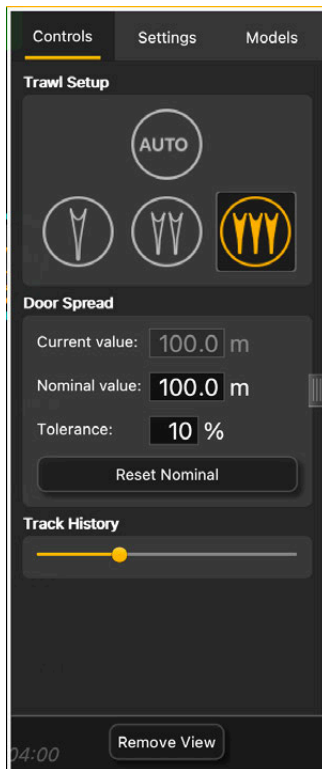 Controls Settings Models
Trawl Setup
AUTO
Door Spread
Current value: 100.0 m
Nominal value: 100.0 m
Tolerance: 10 %
Reset Nominal
Track History
Remove View
04:00